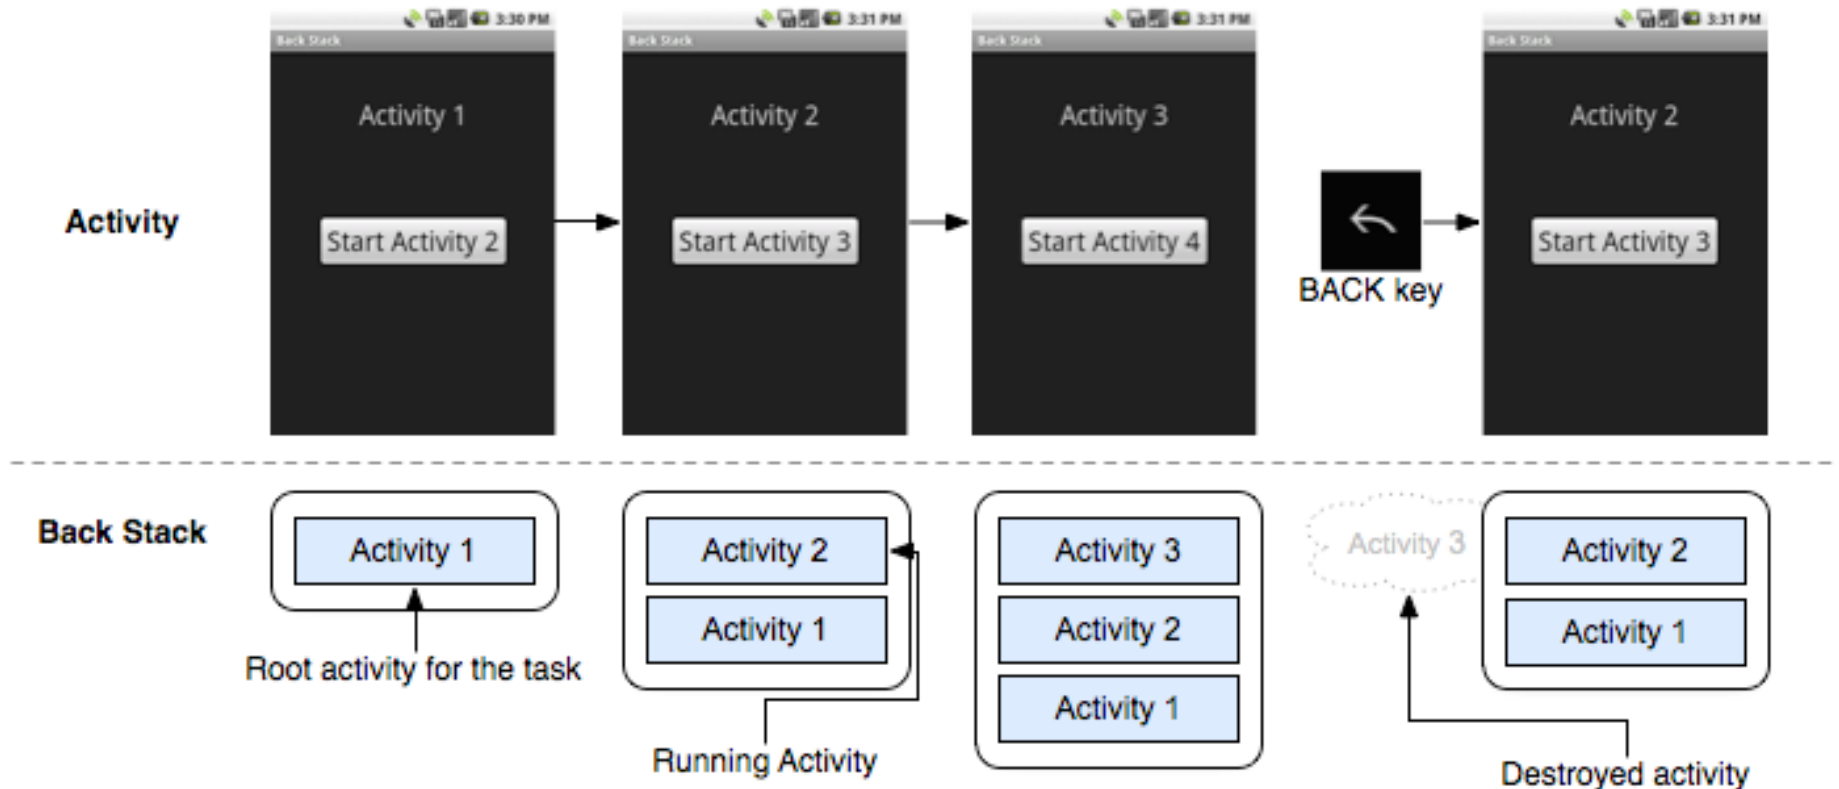 3:30 PM
Back Stack
Activity 1
Start Activity 2
3:31 PM
Back Stack
Activity 2
Start Activity 3
3:31 PM
Back Stack
Activity 3
Start Activity 4
BACK key
3:31 PM
Back Stack
Activity 2
Start Activity 3
Activity
Back Stack
Activity 1
Root activity for the task
Activity 2
Activity 1
Running Activity
Activity 3
Activity 2
Activity 1
Activity 3
Activity 2
Activity 1
Destroyed activity